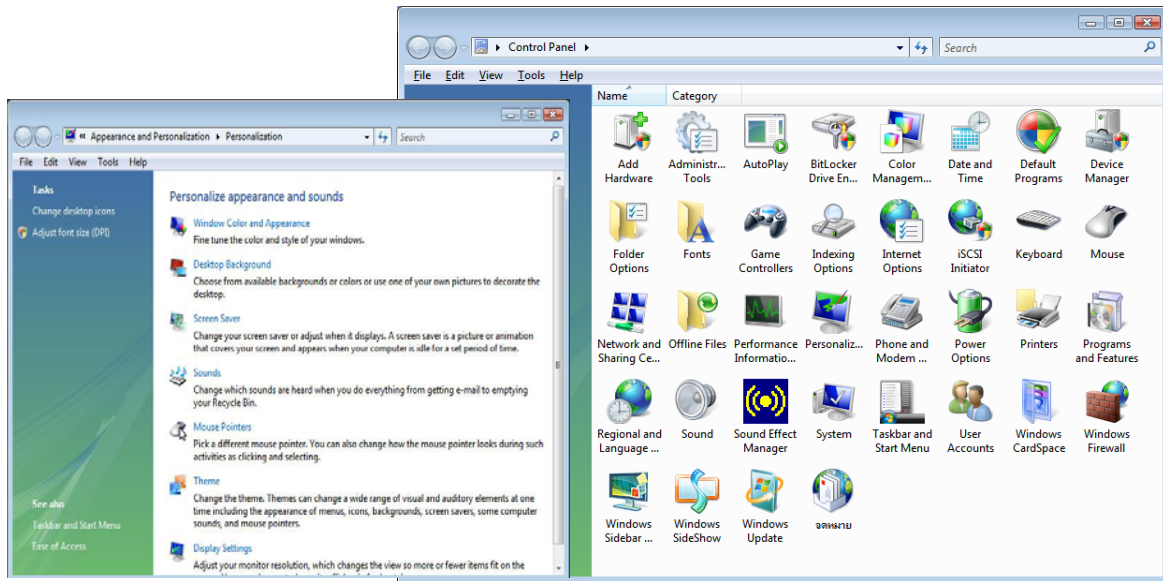 Control Panel
Search
File Edit View Tools Help
Name Category
Add Hardware
Administr... Tools
AutoPlay
BitLocker Drive En...
Color Managem...
Date and Time
Default Programs
Device Manager
Folder Options
Fonts
Game Controllers
Indexing Options
Internet Options
iSCSI Initiator
Keyboard
Mouse
Network and Sharing Ce...
Offline Files
Performance Informatio...
Personaliz...
Phone and Modem ...
Power Options
Printers
Programs and Features
Regional and Language ...
Sound
Sound Effect Manager
System
Taskbar and Start Menu
User Accounts
Windows CardSpace
Windows Firewall
Windows Sidebar ...
Windows SideShow
Windows Update
จดหมาย
« Appearance and Personalization Personalization
Search
File Edit View Tools Help
Tasks
Change desktop icons
Adjust font size (DPI)
See also
Taskbar and Start Menu
Ease of Access
Personalize appearance and sounds
Window Color and Appearance
Fine tune the color and style of your windows.
Desktop Background
Choose from available backgrounds or colors or use one of your own pictures to decorate the
desktop.
Screen Saver
Change your screen saver or adjust when it displays. A screen saver is a picture or animation
that covers your screen and appears when your computer is idle for a set period of time.
Sounds
Change which sounds are heard when you do everything from getting e-mail to emptying
your Recycle Bin.
Mouse Pointers
Pick a different mouse pointer. You can also change how the mouse pointer looks during such
activities as clicking and selecting.
Theme
Change the theme. Themes can change a wide range of visual and auditory elements at one
time including the appearance of menus, icons, backgrounds, screen savers, some computer
sounds, and mouse pointers.
Display Settings
Adjust your monitor resolution, which changes the view so more or fewer items fit on the